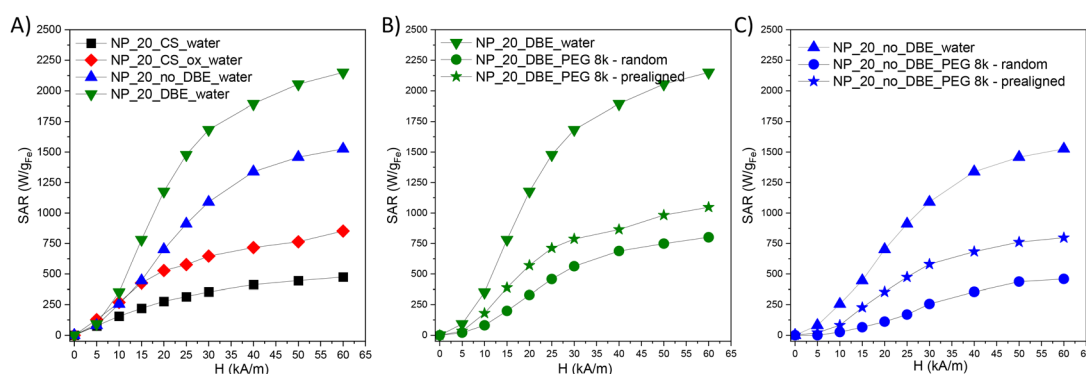 A)
NP_20_CS_water
NP_20_CS_ox_water
NP_20_no_DBE_water
NP_20_DBE_water
2500
2250
2000
1750
1500
1250
1000
750
500
250
0
SAR (W/gFe)
0 5 10 15 20 25 30 35 40 45 50 55 60 65
H (kA/m)
B)
NP_20_DBE_water
NP_20_DBE_PEG 8k - random
NP_20_DBE_PEG 8k - prealigned
2500
2250
2000
1750
1500
1250
1000
750
500
250
0
SAR (W/gFe)
0 5 10 15 20 25 30 35 40 45 50 55 60 65
H (kA/m)
C)
NP_20_no_DBE_water
NP_20_no_DBE_PEG 8k - random
NP_20_no_DBE_PEG 8k - prealigned
2500
2250
2000
1750
1500
1250
1000
750
500
250
0
SAR (W/gFe)
0 5 10 15 20 25 30 35 40 45 50 55 60 65
H (kA/m)